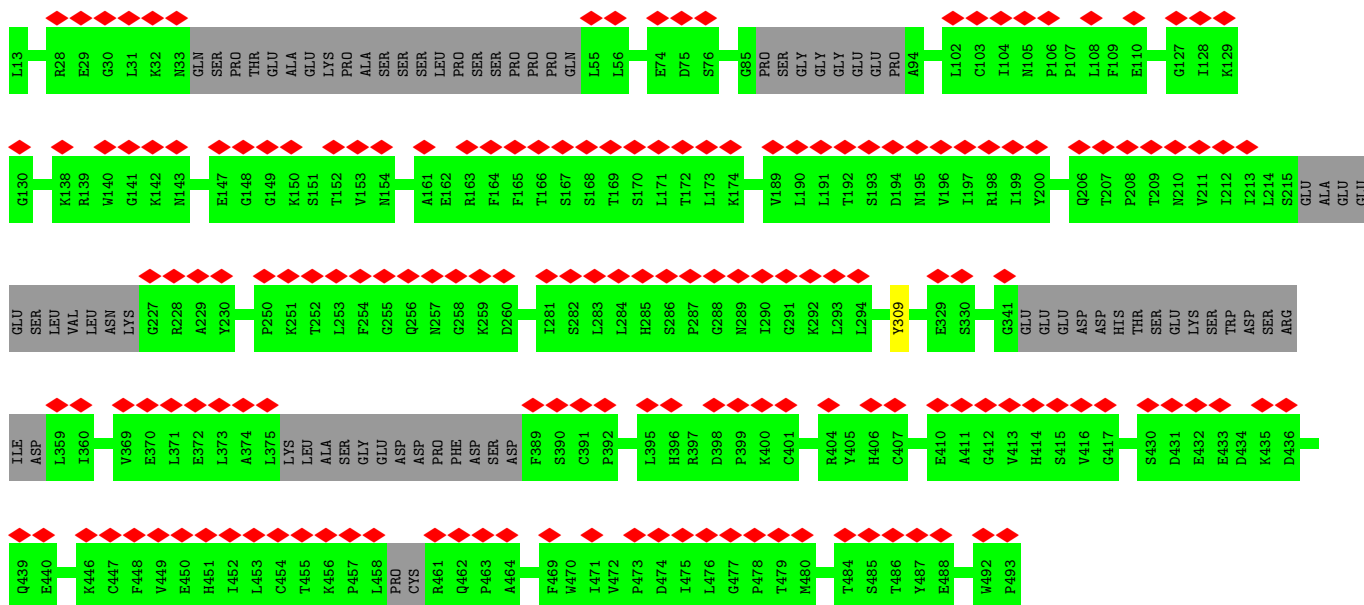 L13 R28 E29 G30 L31 K32 N33 GLN SER PRO THR GLU ALA GLU LYS PRO ALA SER SER SER LEU PRO SER SER PRO PRO PRO GLN L55 L56 E74 D75 S76 G85 PRO SER GLY GLY GLY GLU GLU PRO A94 L102 C103 I104 N105 P106 P107 L108 F109 E110 G127 I128 K129
G130 K138 R139 W140 G141 K142 N143 E147 G148 G149 K150 S151 T152 V153 N154 A161 E162 R163 F164 F165 T166 S167 S168 T169 S170 L171 T172 L173 K174 V189 L190 L191 T192 S193 D194 N195 V196 I197 R198 I199 Y200 Q206 T207 P208 T209 N210 V211 I212 I213 L214 S215 GLU ALA GLU GLU
GLU SER LEU VAL LEU ASN LYS G227 R228 A229 Y230 P250 K251 T252 L253 F254 G255 Q256 N257 G258 K259 D260 I281 S282 L283 L284 H285 S286 P287 G288 N289 I290 G291 K292 L293 L294 Y309 E329 S330 G341 GLU GLU GLU ASP ASP HIS THR SER GLU LYS SER TRP ASP SER ARG
ILE ASP L359 I360 V369 E370 L371 E372 L373 A374 L375 LYS LEU ALA SER GLY GLU ASP ASP PRO PHE ASP SER ASP F389 S390 C391 P392 L395 H396 R397 D398 P399 K400 C401 R404 Y405 H406 C407 E410 A411 G412 V413 H414 S415 V416 G417 S430 D431 E432 E433 D434 K435 D436
Q439 E440 K446 C447 F448 V449 E450 H451 I452 L453 C454 T455 K456 P457 L458 PRO CYS R461 Q462 P463 A464 F469 W470 I471 V472 P473 D474 I475 L476 G477 P478 T479 M480 T484 S485 T486 Y487 E488 W492 P493